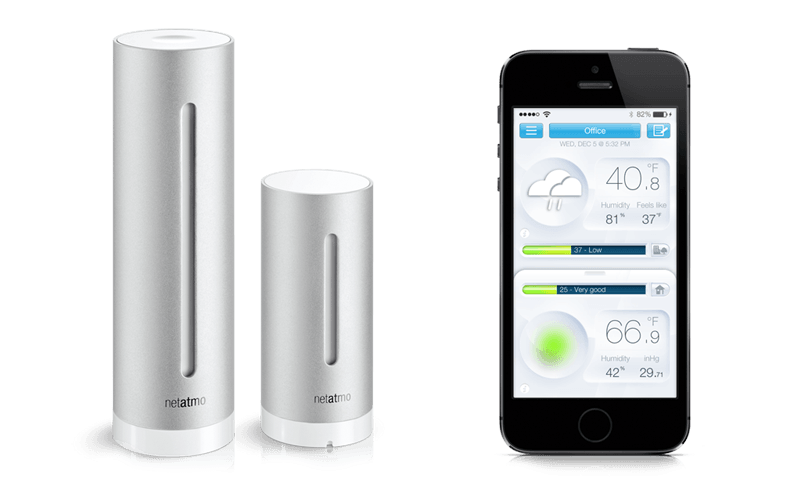 netatmo
netatmo
82%
Office
WED, DEC 5 @ 5:32 PM
40.8 °F
Humidity Feels like
81% 37°F
37 - Low
25 - Very good
66.9 °F
Humidity inHg
42% 29.71